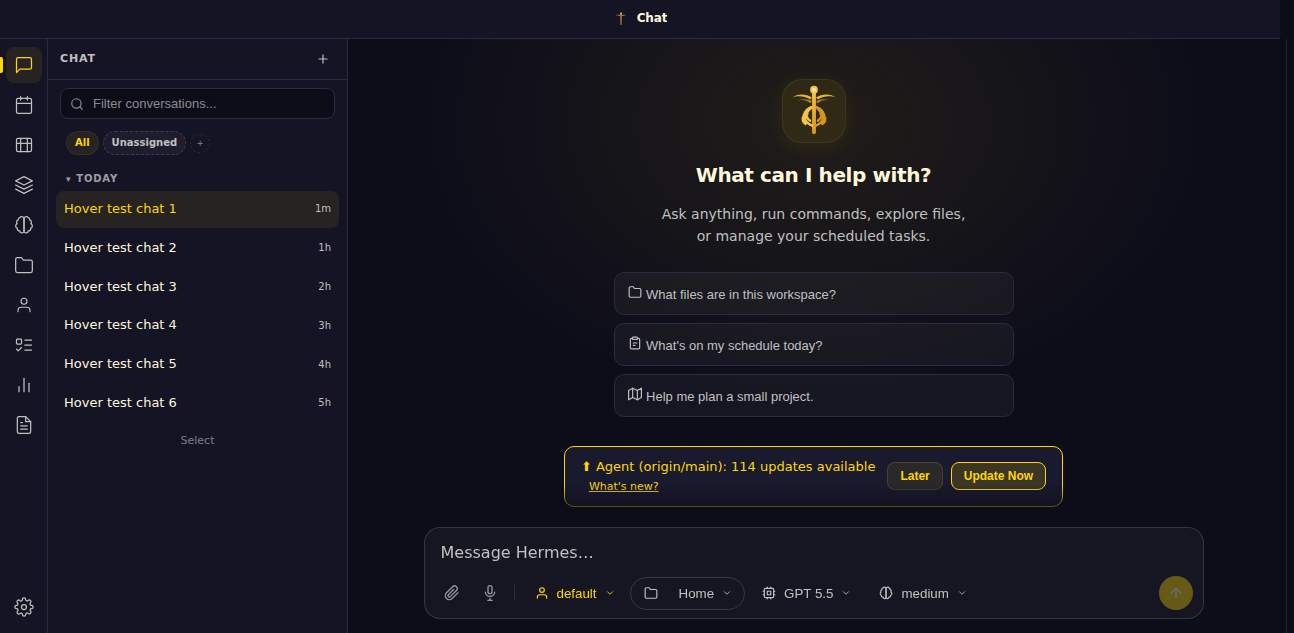 Chat
CHAT
Filter conversations...
All
Unassigned
+
TODAY
Hover test chat 1 1m
Hover test chat 2 1h
Hover test chat 3 2h
Hover test chat 4 3h
Hover test chat 5 4h
Hover test chat 6 5h
Select
What can I help with?
Ask anything, run commands, explore files,
or manage your scheduled tasks.
What files are in this workspace?
What's on my schedule today?
Help me plan a small project.
⬆ Agent (origin/main): 114 updates available
What's new?
Later
Update Now
Message Hermes…
default
Home
GPT 5.5
medium